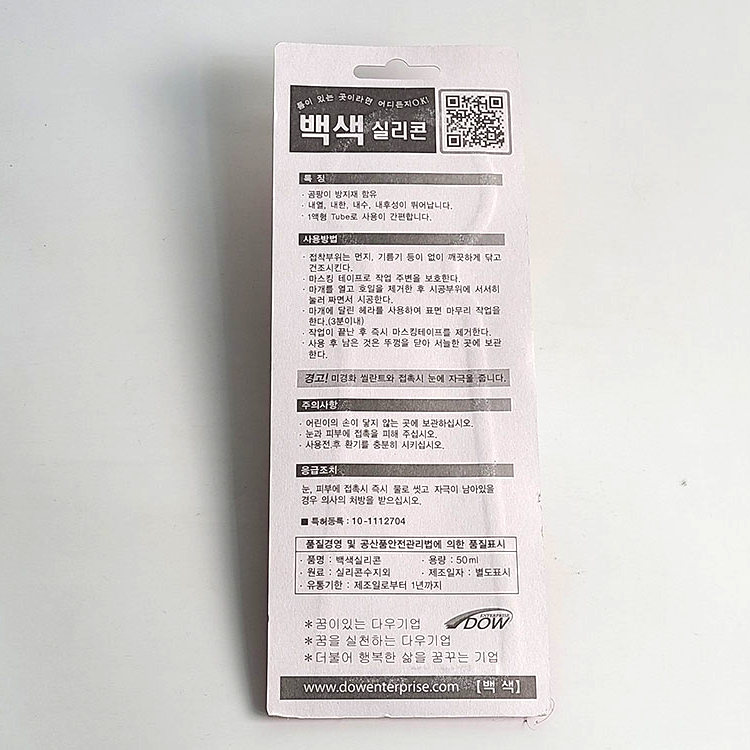 틈이 있는 곳이라면 어디든지OK!
백색 실리콘
특 징
· 곰팡이 방지재 함유
· 내열, 내한, 내수, 내후성이 뛰어납니다.
· 1액형 Tube로 사용이 간편합니다.
사용방법
· 접착부위는 먼지, 기름기 등이 없이 깨끗하게 닦고
건조시킨다.
· 마스킹 테이프로 작업 주변을 보호한다.
· 마개를 열고 호일을 제거한 후 시공부위에 서서히
눌러 짜면서 시공한다.
· 마개에 달린 헤라를 사용하여 표면 마무리 작업을
한다.(3분이내)
· 작업이 끝난 후 즉시 마스킹테이프를 제거한다.
· 사용 후 남은 것은 뚜껑을 닫아 서늘한 곳에 보관
한다.
경고! 미경화 씰란트와 접촉시 눈에 자극을 줍니다.
주의사항
· 어린이의 손이 닿지 않는 곳에 보관하십시오.
· 눈과 피부에 접촉을 피해 주십시오.
· 사용전,후 환기를 충분히 시키십시오.
응급조치
눈, 피부에 접촉시 즉시 물로 씻고 자극이 남아있을
경우 의사의 처방을 받으십시오.
■ 특허등록 : 10-1112704
품질경영 및 공산품안전관리법에 의한 품질표시
· 품명 : 백색실리콘 · 용량 : 50ml
· 원료 : 실리콘수지외 · 제조일자 : 별도표시
· 유통기한 : 제조일로부터 1년까지
*꿈이있는 다우기업
ENTERPRISE
DOW
*꿈을 실천하는 다우기업
*더불어 행복한 삶을 꿈꾸는 기업
www.dowenterprise.com [백 색]